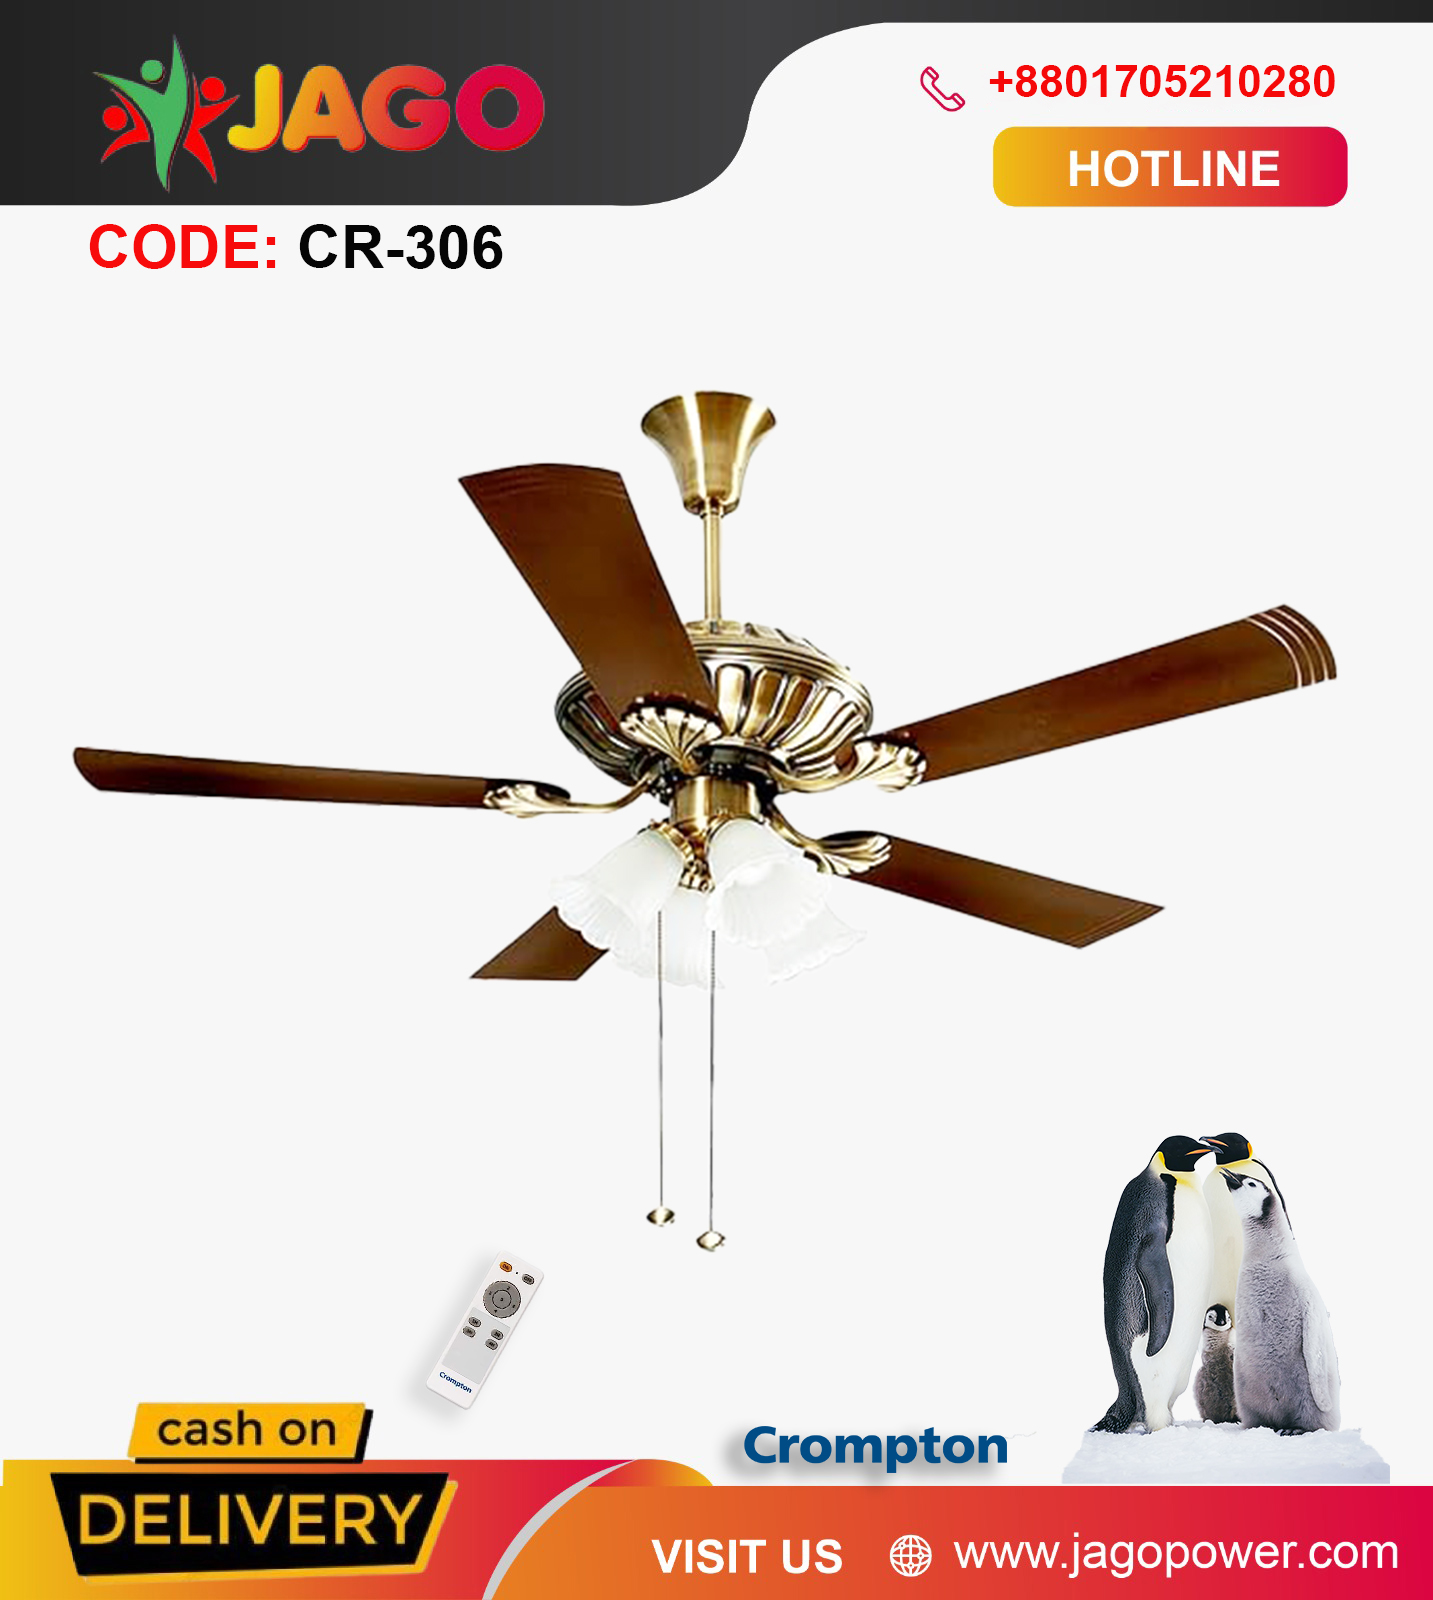 JAGO
+8801705210280
HOTLINE
CODE: CR-306
Crompton
cash on
DELIVERY
Crompton
VISIT US
www.jagopower.com